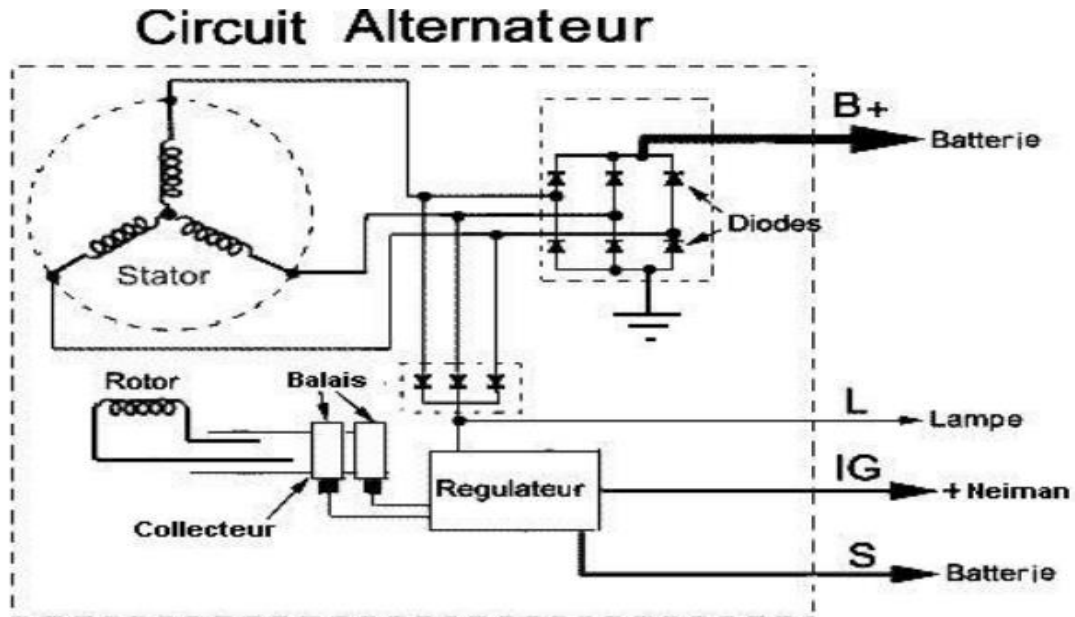 Circuit Alternateur
B+
Batterie
Diodes
Stator
Rotor
Balais
L
Lampe
Regulateur
IG
+ Neiman
Collecteur
S
Batterie